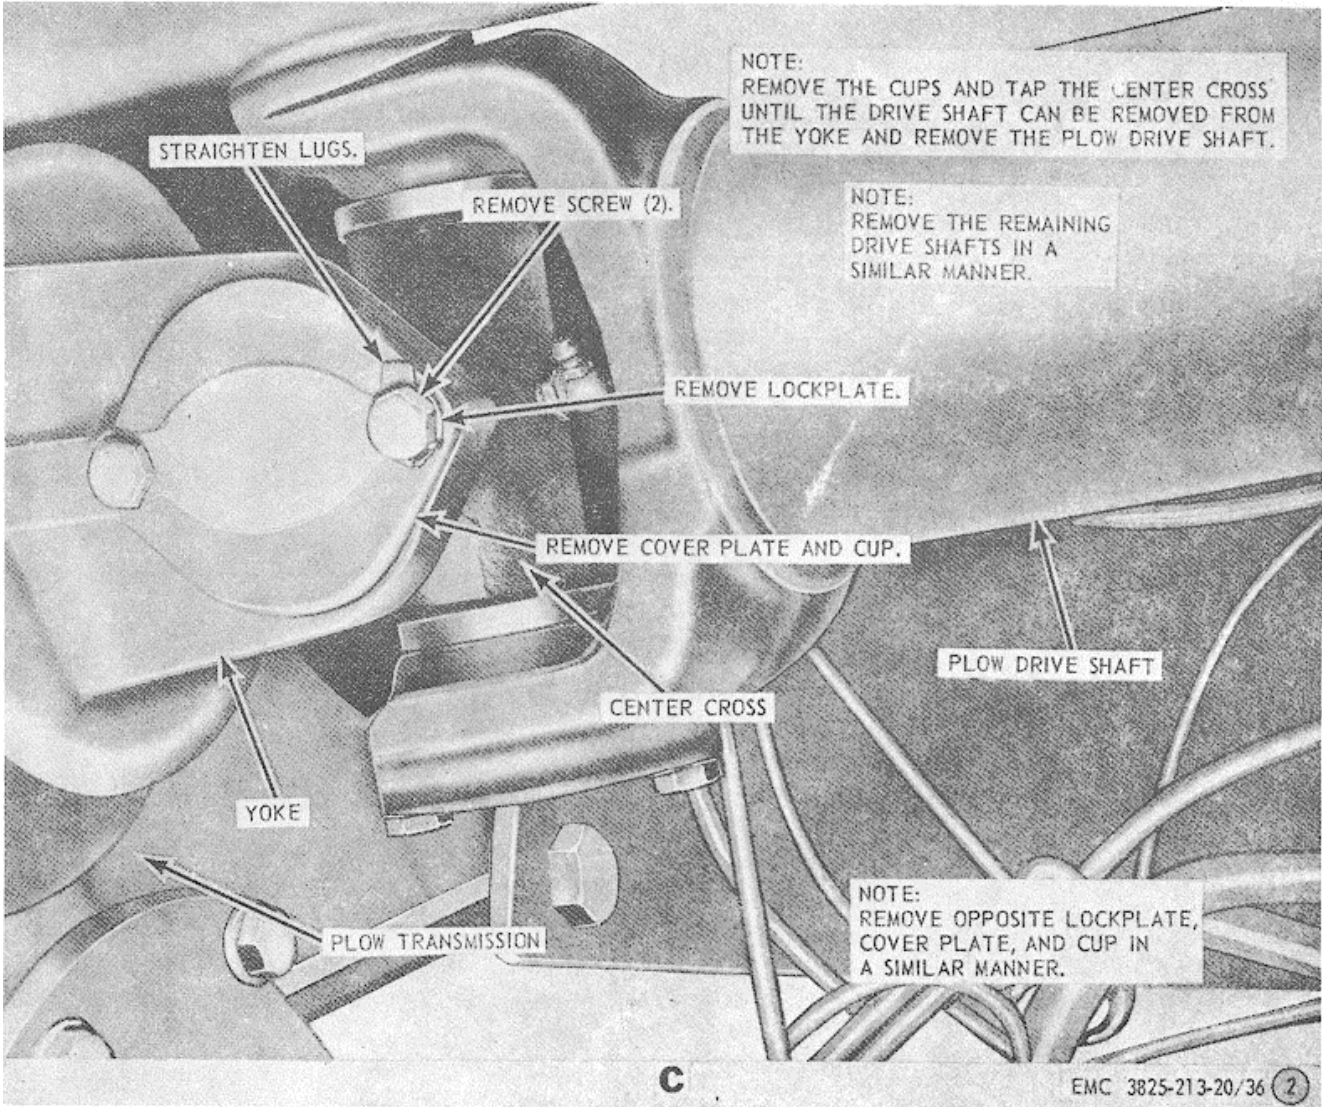 NOTE:
REMOVE THE CUPS AND TAP THE CENTER CROSS
UNTIL THE DRIVE SHAFT CAN BE REMOVED FROM
THE YOKE AND REMOVE THE PLOW DRIVE SHAFT.
STRAIGHTEN LUGS.
REMOVE SCREW (2).
NOTE:
REMOVE THE REMAINING
DRIVE SHAFTS IN A
SIMILAR MANNER.
REMOVE LOCKPLATE.
REMOVE COVER PLATE AND CUP.
PLOW DRIVE SHAFT
CENTER CROSS
YOKE
PLOW TRANSMISSION
NOTE:
REMOVE OPPOSITE LOCKPLATE,
COVER PLATE, AND CUP IN
A SIMILAR MANNER.
C
EMC 3825-213-20/36 2